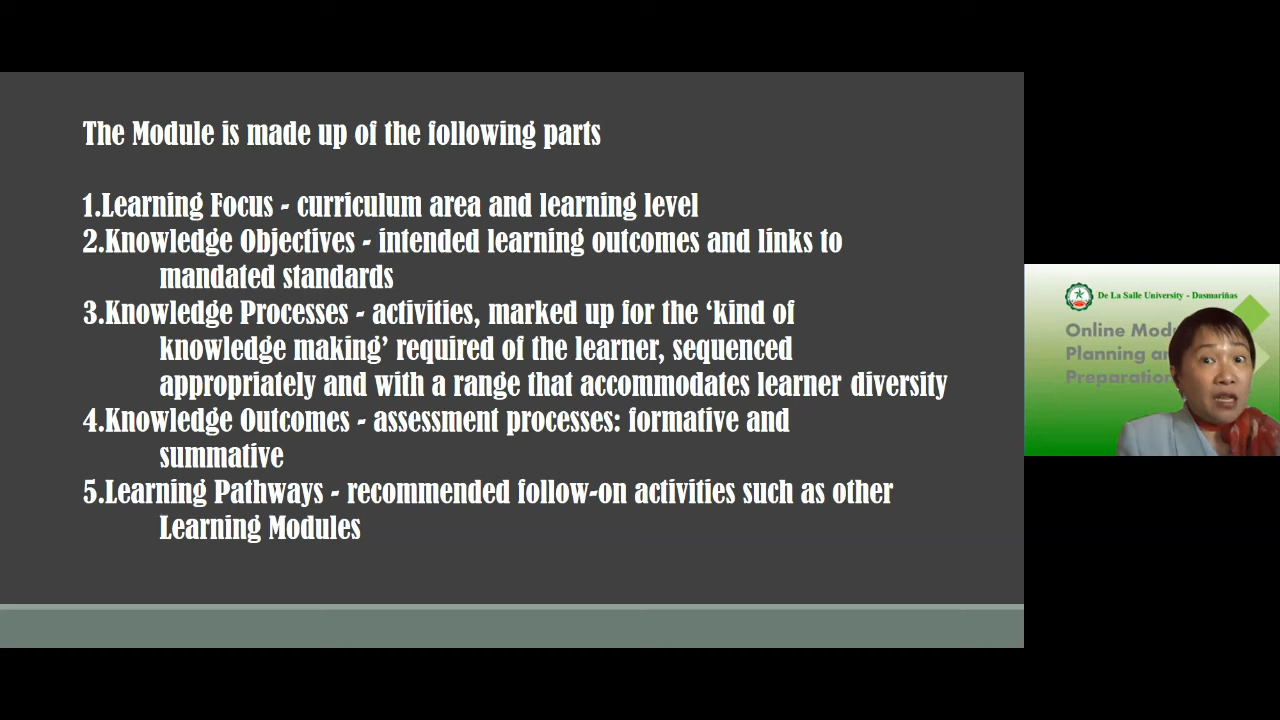 The Module is made up of the following parts
1.Learning Focus - curriculum area and learning level
2.Knowledge Objectives - intended learning outcomes and links to
mandated standards
3.Knowledge Processes - activities, marked up for the ‘kind of
knowledge making’ required of the learner, sequenced
appropriately and with a range that accommodates learner diversity
4.Knowledge Outcomes - assessment processes: formative and
summative
5.Learning Pathways - recommended follow-on activities such as other
Learning Modules
De La Salle University - Dasmariñas
Online
Planning
Preparation